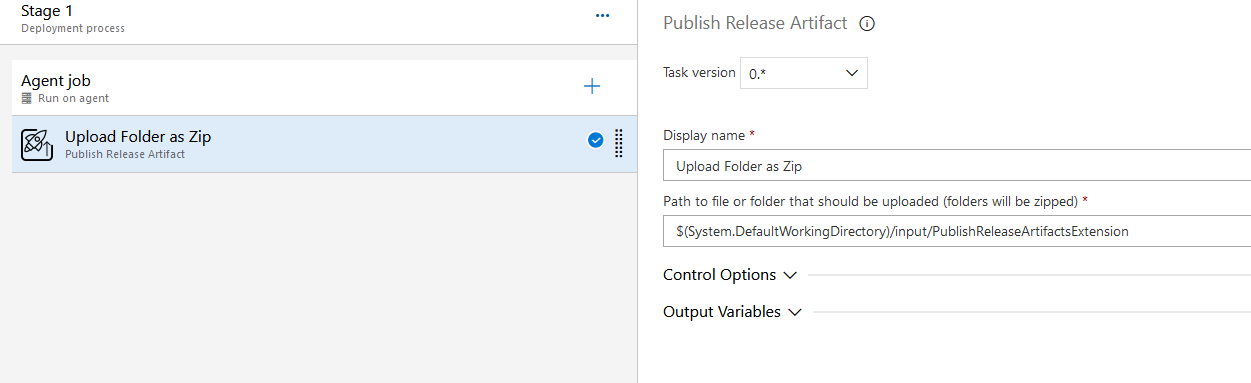 Stage 1
Deployment process
Agent job
Run on agent
Upload Folder as Zip
Publish Release Artifact
Publish Release Artifact
Task version 0.*
Display name *
Upload Folder as Zip
Path to file or folder that should be uploaded (folders will be zipped) *
$(System.DefaultWorkingDirectory)/input/PublishReleaseArtifactsExtension
Control Options
Output Variables